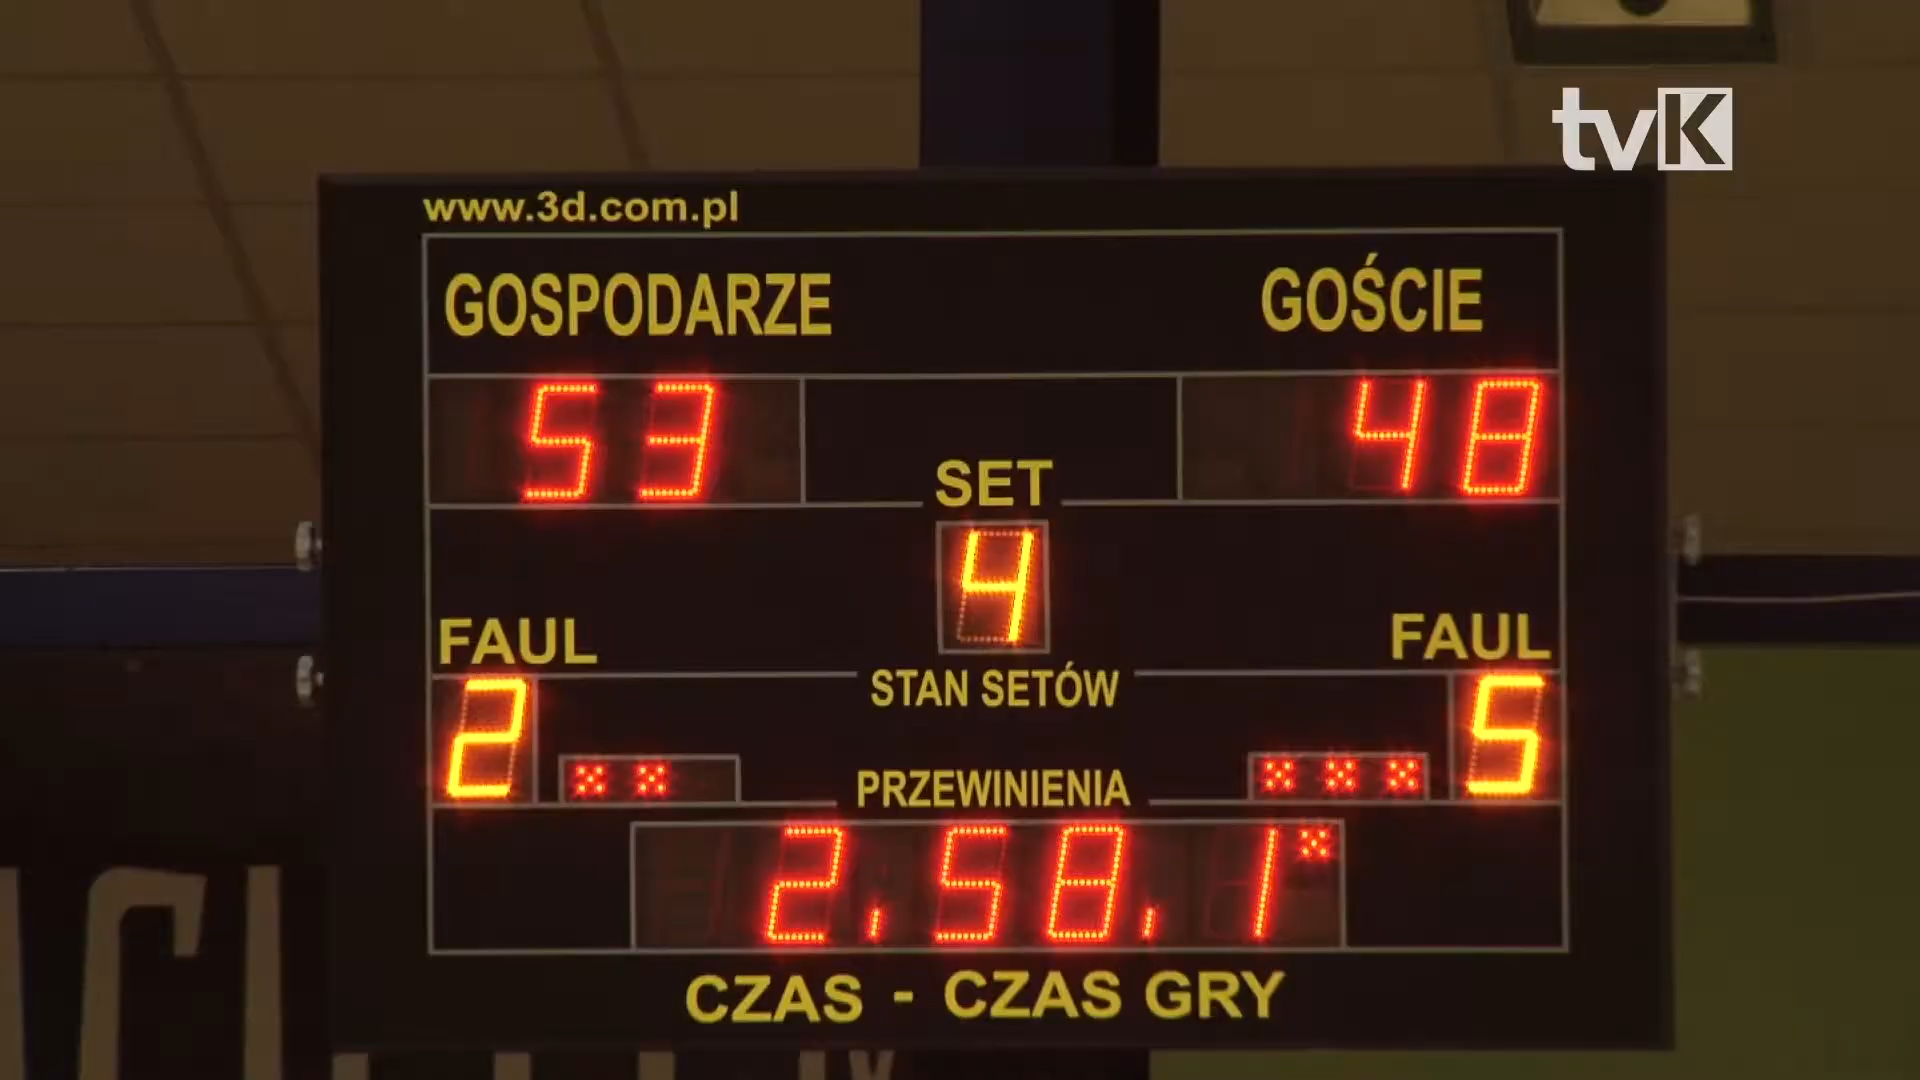 tvK
www.3d.com.pl
GOSPODARZE GOŚCIE
53 48
SET
4
FAUL FAUL
STAN SETÓW
2 5
PRZEWINIENIA
2.58.1
CZAS - CZAS GRY